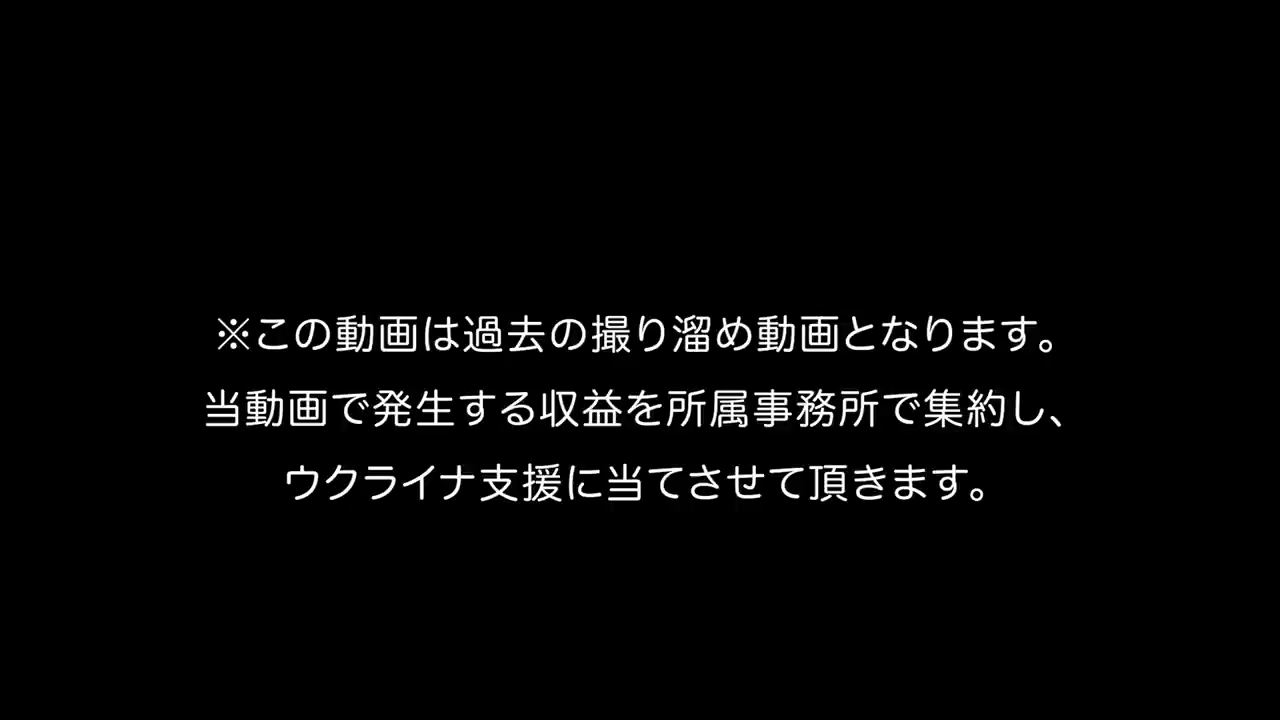 ※この動画は過去の撮り溜め動画となります。
当動画で発生する収益を所属事務所で集約し、
ウクライナ支援に当てさせて頂きます。